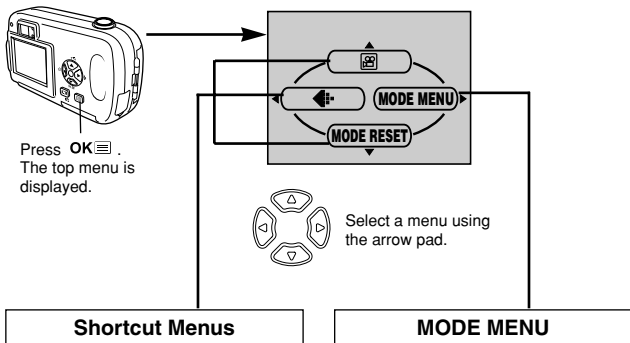 MODE MENU
MODE RESET
Press OK .
The top menu is
displayed.
Select a menu using
the arrow pad.
Shortcut Menus
MODE MENU